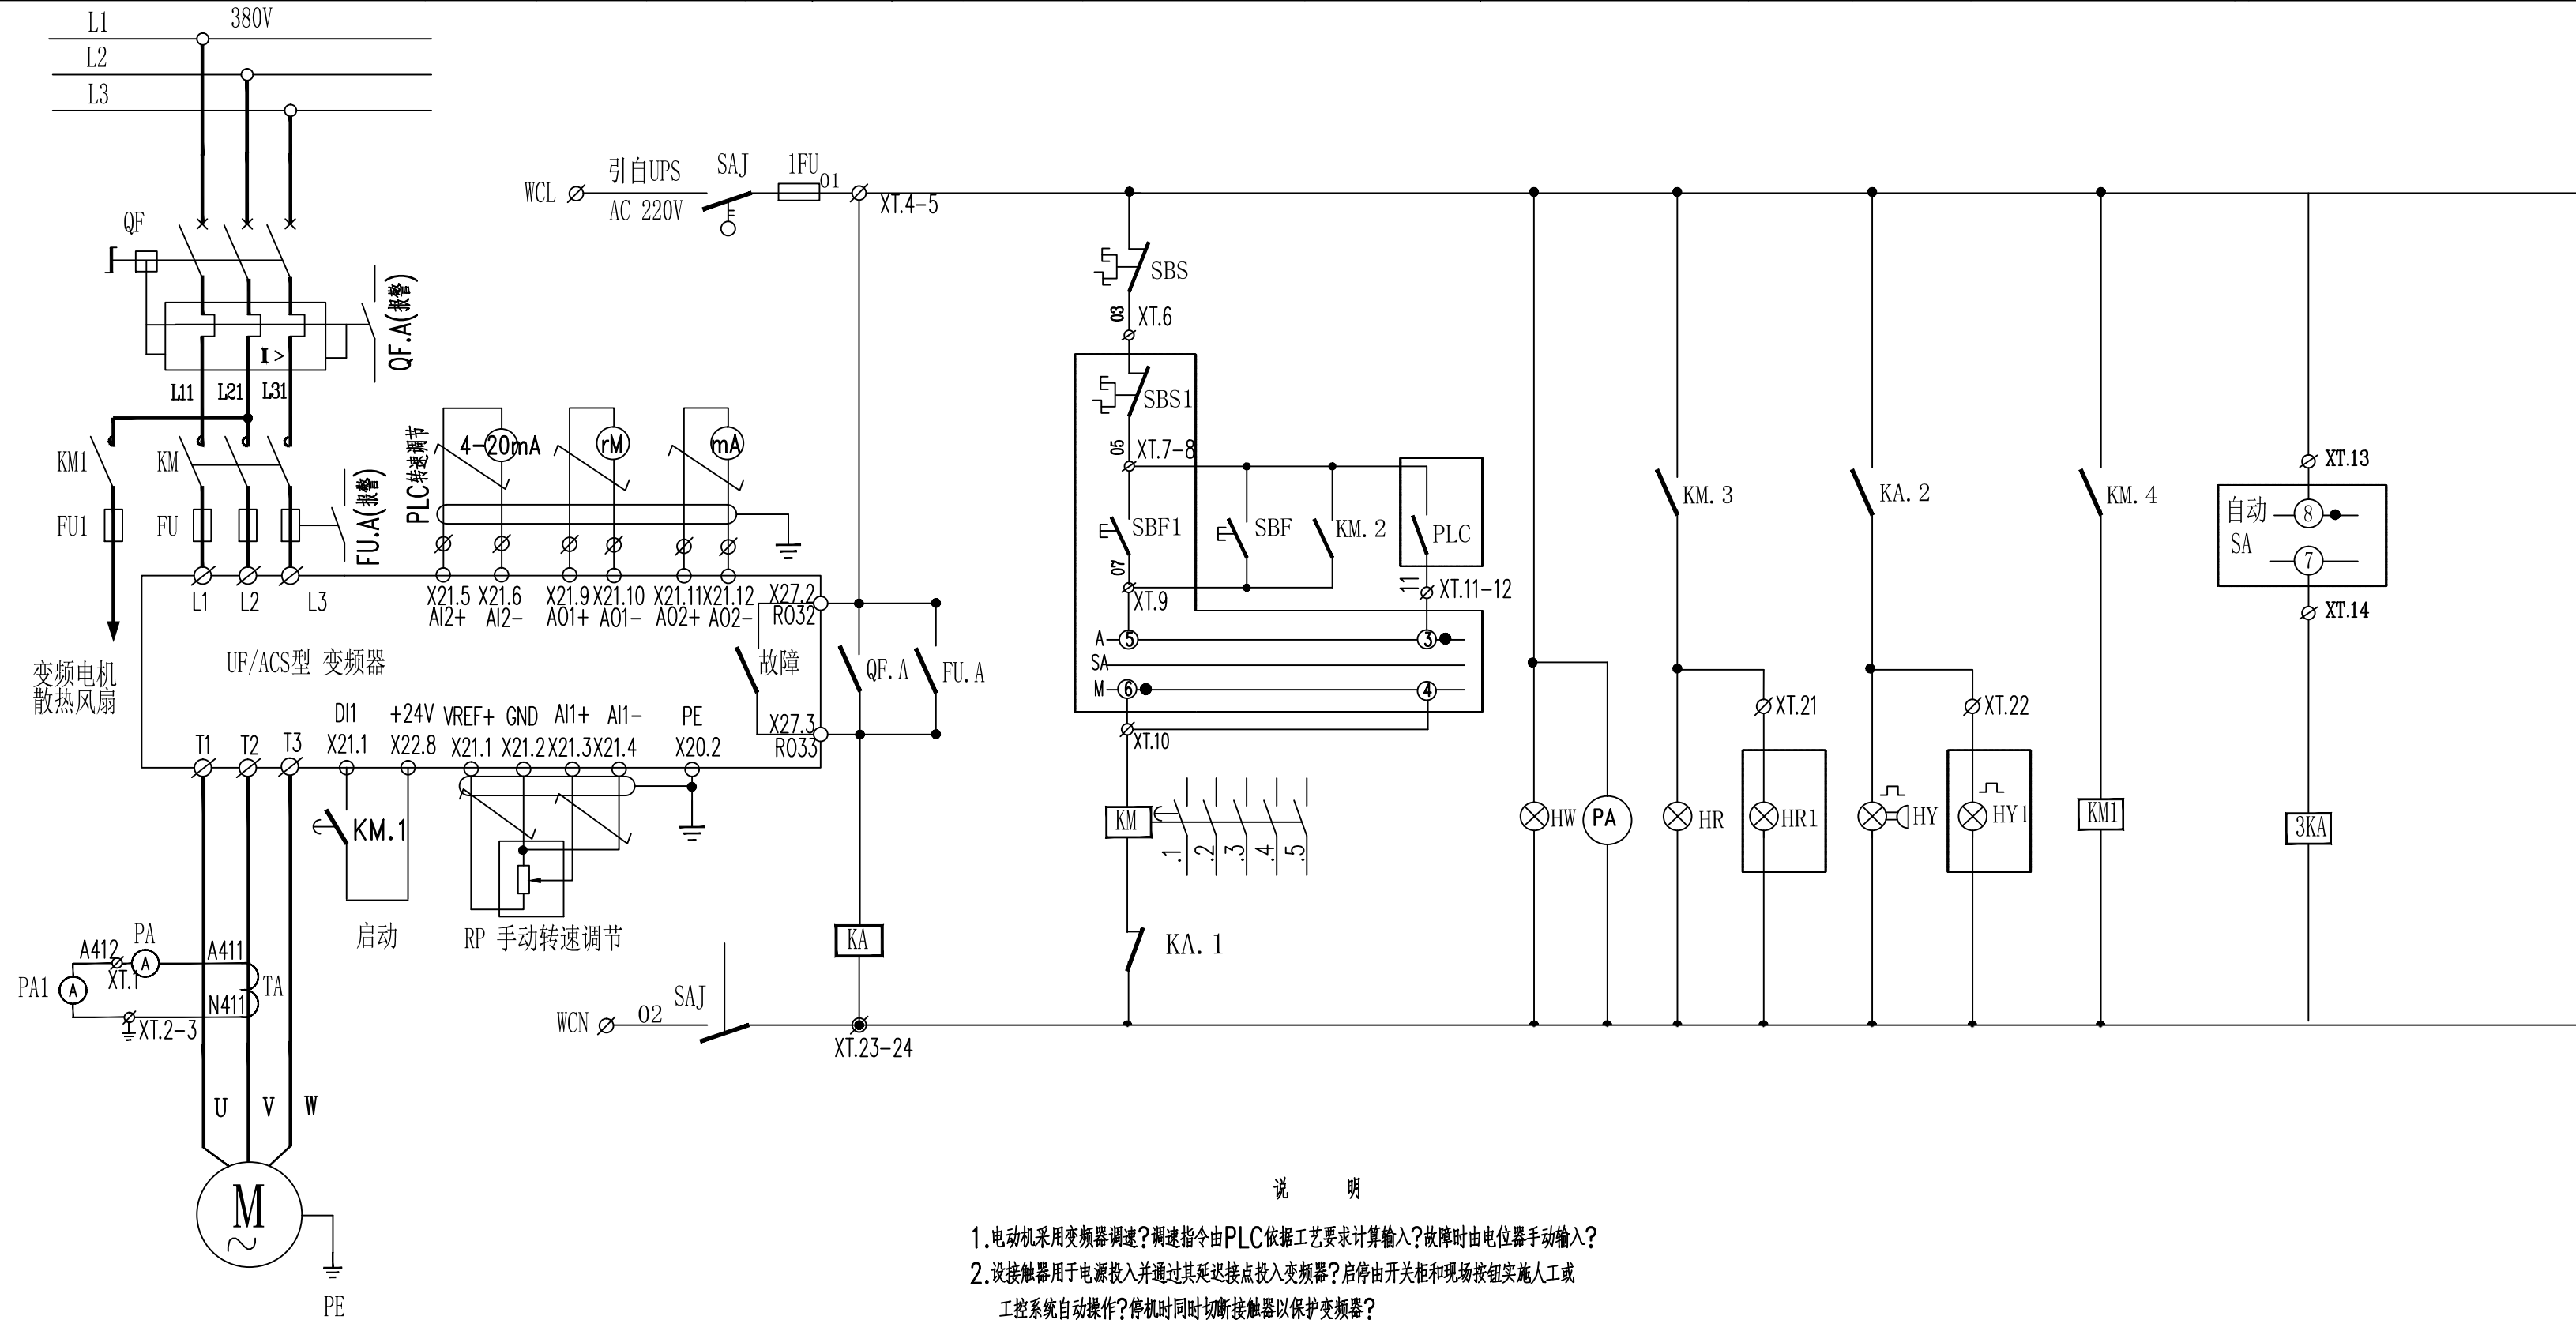 L1
380V
L2
L3
QF
QF.A(报警)
I >
L11
L21
L31
KM1
KM
FU1
FU
FU.A(报警)
PLC转速调节
4-20mA
rM
mA
L1
L2
L3
X21.5
X21.6
X21.9
X21.10
X21.11
X21.12
X27.2
AI2+
AI2-
AO1+
AO1-
AO2+
AO2-
RO32
UF/ACS型 变频器
故障
QF.A
FU.A
变频电机
散热风扇
DI1
+24V
VREF+
GND
AI1+
AI1-
PE
X27.3
T1
T2
T3
X21.1
X22.8
X21.1
X21.2
X21.3
X21.4
X20.2
RO33
KM.1
启动
RP 手动转速调节
A412
PA
A411
A
XT.1
PA1
A
TA
N411
XT.2-3
U
V
W
M
PE
WCL
引自UPS
AC 220V
SAJ
1FU
01
XT.4-5
KA
WCN
02
SAJ
XT.23-24
SBS
03
XT.6
SBS1
05
XT.7-8
SBF1
SBF
KM.2
PLC
07
XT.9
11
XT.11-12
A
5
3
SA
M
6
4
XT.10
KM
.1
.2
.3
.4
.5
KA.1
HW
PA
KM.3
XT.21
HR
HR1
KA.2
XT.22
HY
HY1
KM.4
KM1
XT.13
自动
8
SA
7
XT.14
3KA
说 明
1.电动机采用变频器调速?调速指令由PLC依据工艺要求计算输入?故障时由电位器手动输入?
2.设接触器用于电源投入并通过其延迟接点投入变频器?启停由开关柜和现场按钮实施人工或
工控系统自动操作?停机时同时切断接触器以保护变频器?